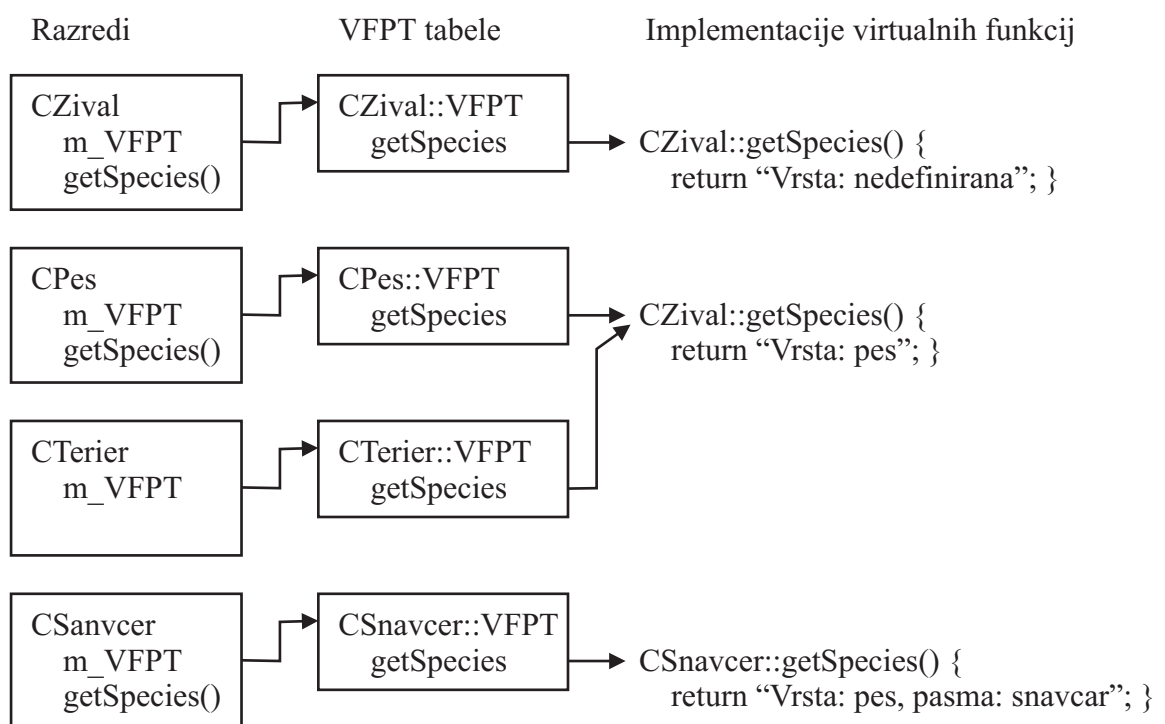 Razredi
VFPT tabele
Implementacije virtualnih funkcij
CZival
m_VFPT
getSpecies()
CZival::VFPT
getSpecies
CZival::getSpecies() {
return “Vrsta: nedefinirana”; }
CPes
m_VFPT
getSpecies()
CPes::VFPT
getSpecies
CZival::getSpecies() {
return “Vrsta: pes”; }
CTerier
m_VFPT
CTerier::VFPT
getSpecies
CSanvcer
m_VFPT
getSpecies()
CSnavcer::VFPT
getSpecies
CSnavcer::getSpecies() {
return “Vrsta: pes, pasma: snavcar”; }